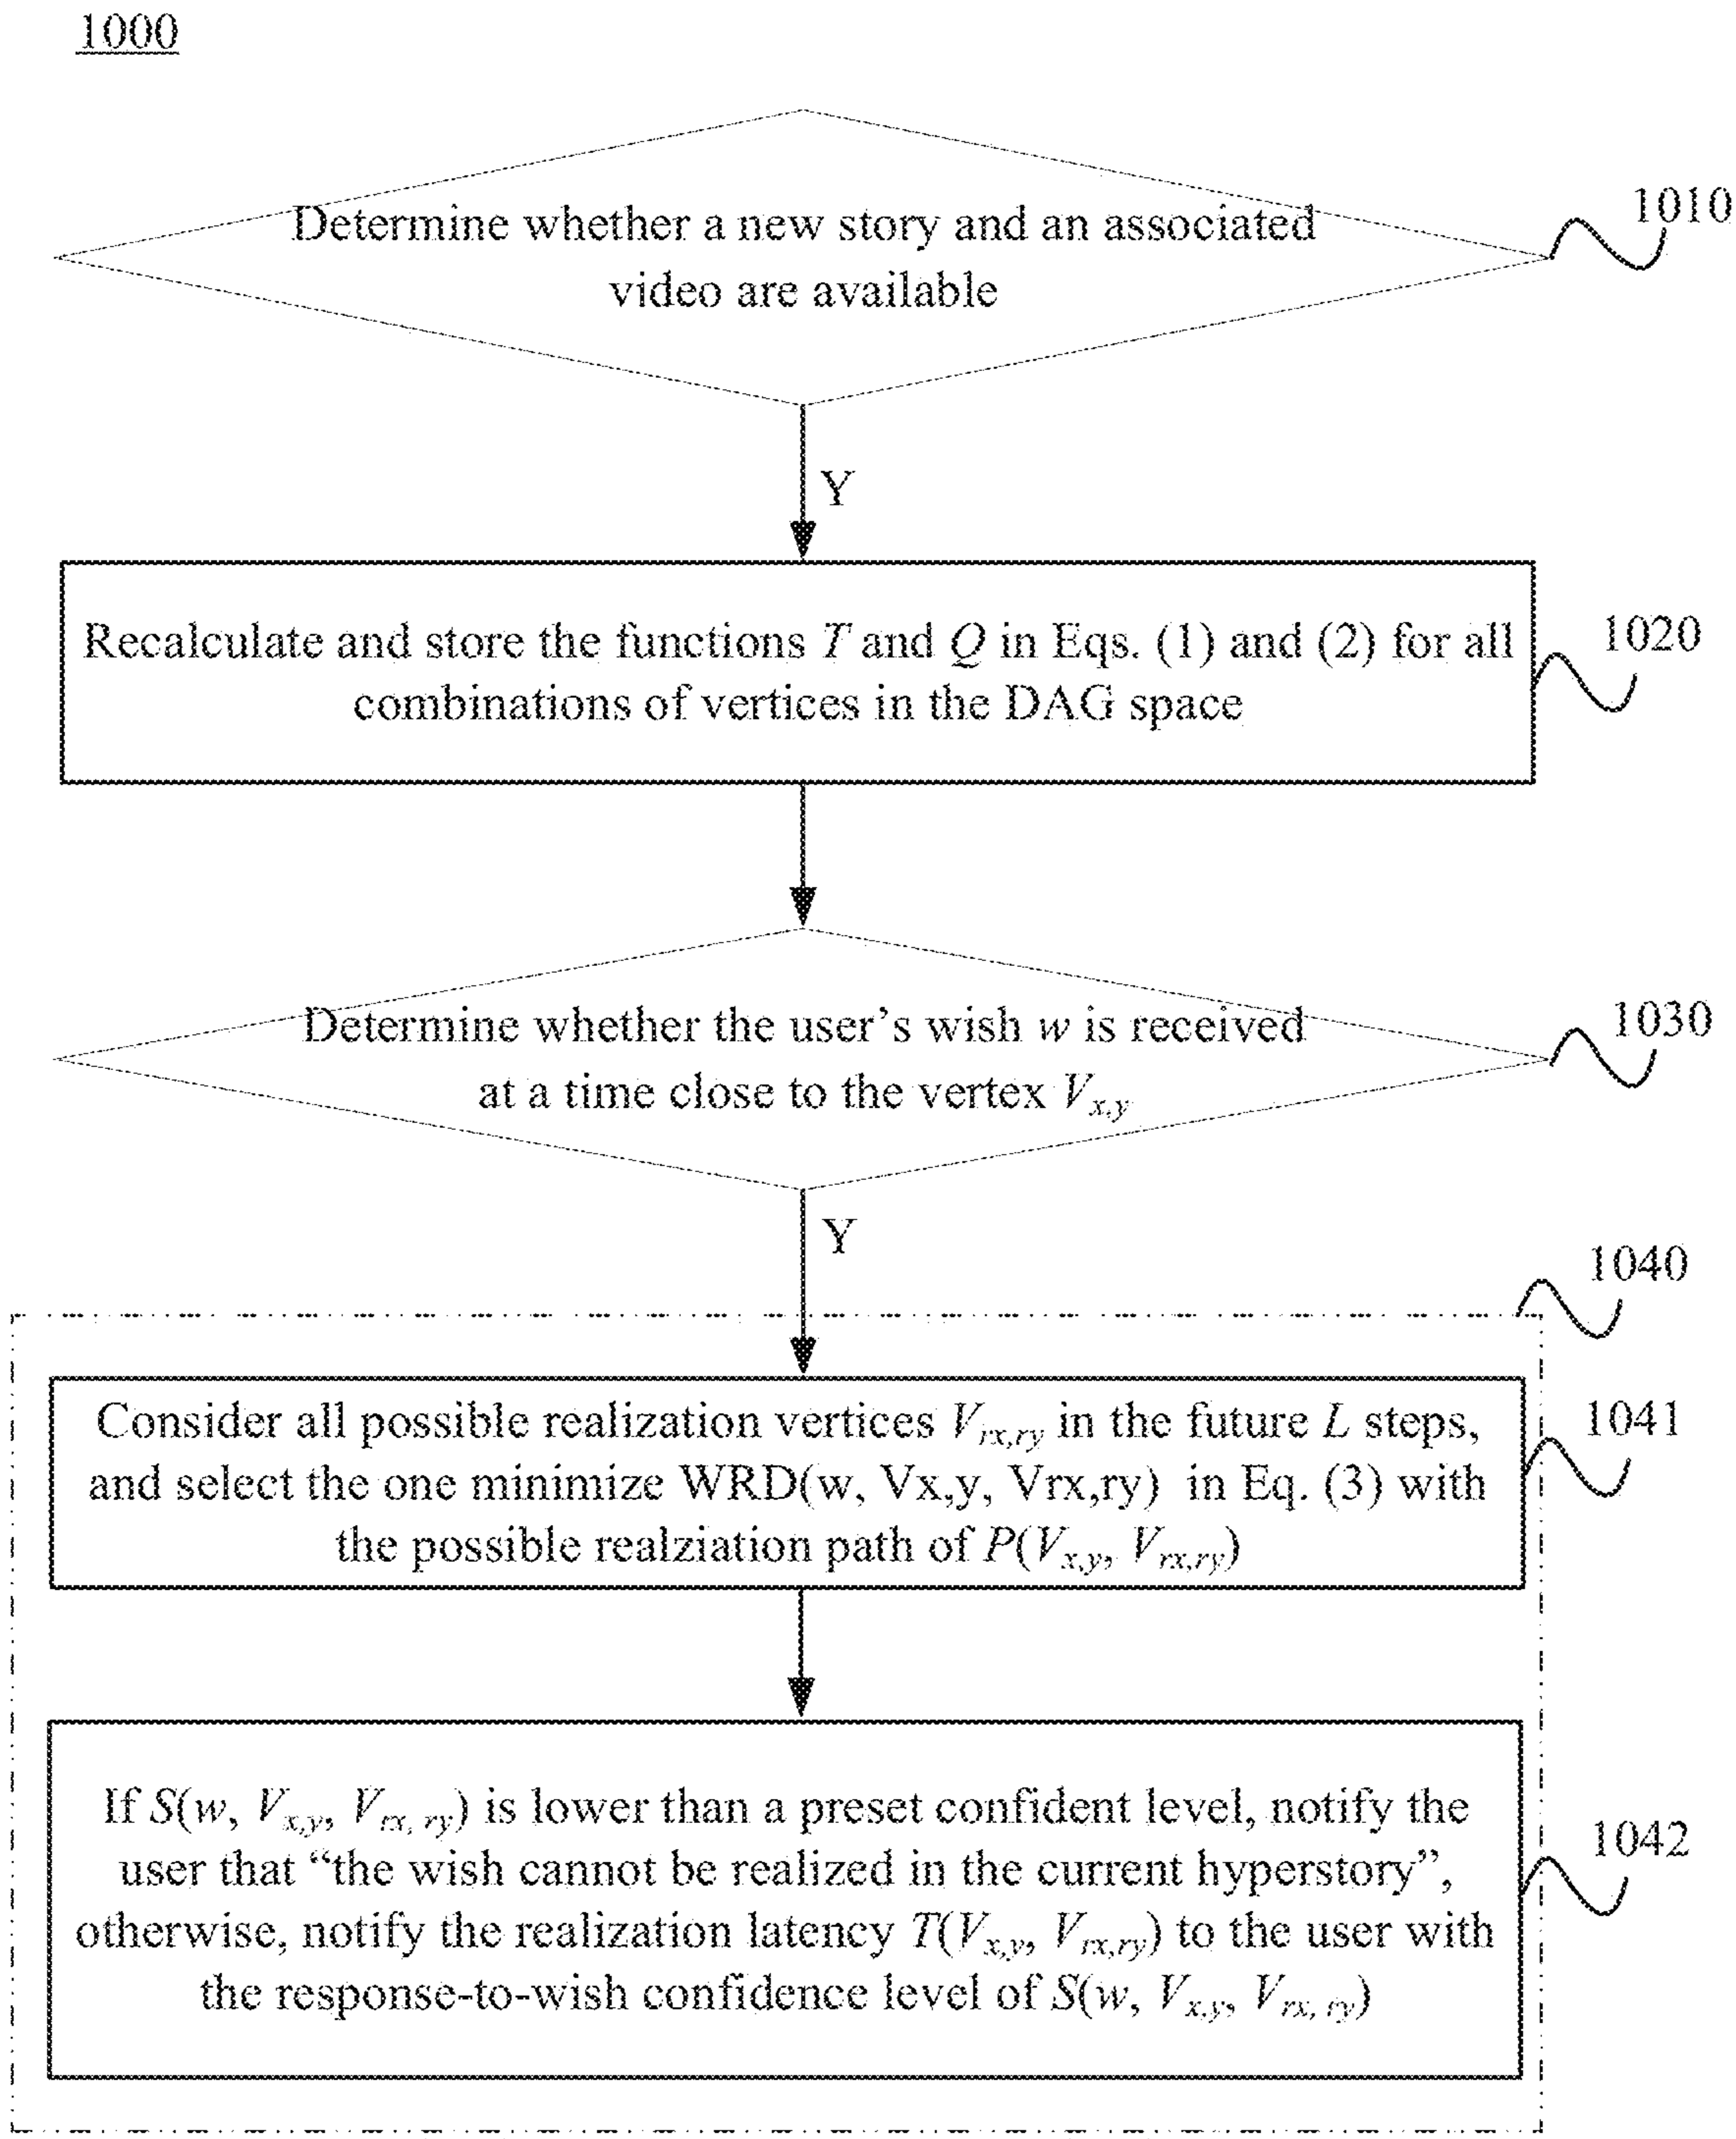 1000
Determine whether a new story and an associated
video are available
1010
Y
Recalculate and store the functions T and Q in Eqs. (1) and (2) for all
combinations of vertices in the DAG space
1020
Determine whether the user's wish w is received
at a time close to the vertex Vx,y
1030
Y
1040
Consider all possible realization vertices Vrx,ry in the future L steps,
and select the one minimize WRD(w, Vx,y, Vrx,ry) in Eq. (3) with
the possible realziation path of P(Vx,y, Vrx,ry)
1041
If S(w, Vx,y, Vrx, ry) is lower than a preset confident level, notify the
user that “the wish cannot be realized in the current hyperstory”,
otherwise, notify the realization latency T(Vx,y, Vrx,ry) to the user with
the response-to-wish confidence level of S(w, Vx,y, Vrx, ry)
1042